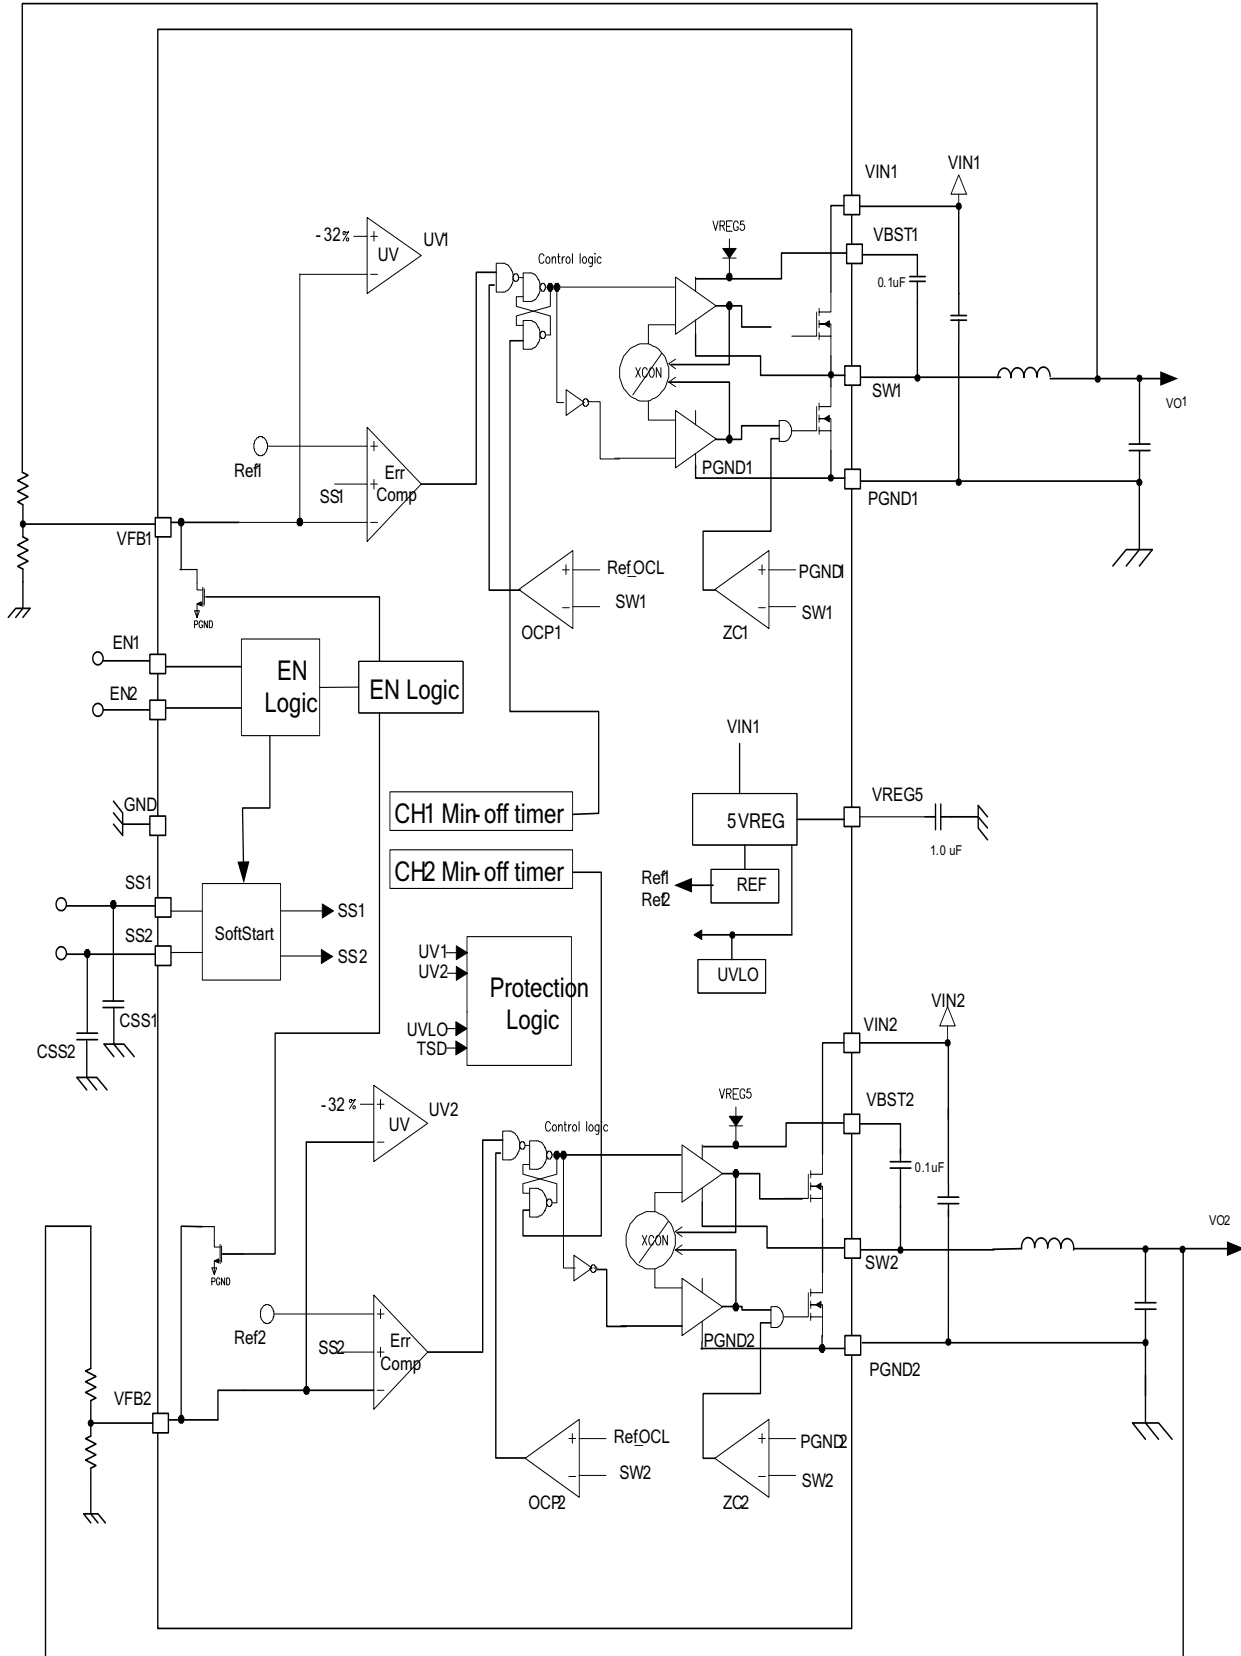 VIN1
VIN1
VREG5
VBST1
-32%
+
UV
UV1
-
Control logic
0.1uF
XCON
SW1
VO1
Ref1
+
Err
Comp
SS1
+
-
PGND1
PGND1
VFB1
+
Ref_OCL
-
SW1
OCP1
+
PGND1
-
SW1
ZC1
PGND
EN1
EN2
EN
Logic
EN Logic
VIN1
GND
CH1 Min-off timer
5VREG
VREG5
1.0 uF
CH2 Min-off timer
Ref1
Ref2
REF
SS1
SS2
SoftStart
SS1
SS2
UV1
UV2
UVLO
TSD
Protection
Logic
UVLO
CSS1
CSS2
VIN2
VIN2
VREG5
VBST2
-32%
+
UV
UV2
-
Control logic
0.1uF
XCON
SW2
VO2
PGND
Ref2
+
Err
Comp
SS2
+
-
PGND2
PGND2
VFB2
+
Ref_OCL
-
SW2
OCP2
+
PGND2
-
SW2
ZC2